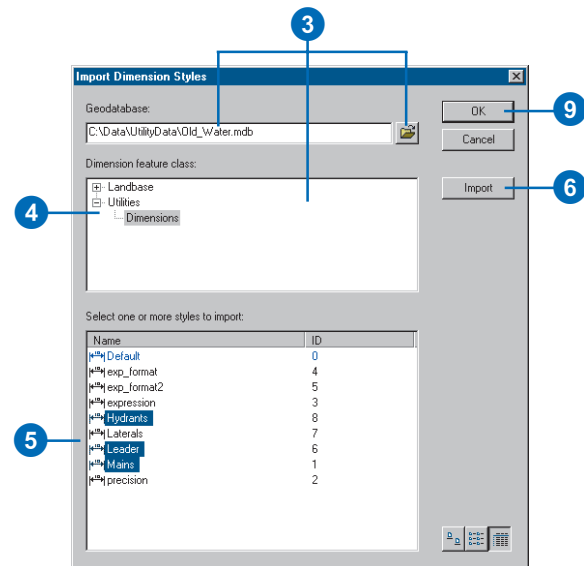 3
Import Dimension Styles
Geodatabase:
C:\Data\UtilityData\Old_Water.mdb
OK
9
Cancel
Dimension feature class:
Landbase
Utilities
Dimensions
4
Import
6
Select one or more styles to import:
Name ID
Default 0
exp_format 4
exp_format2 5
expression 3
Hydrants 8
Laterals 7
Leader 6
Mains 1
precision 2
5